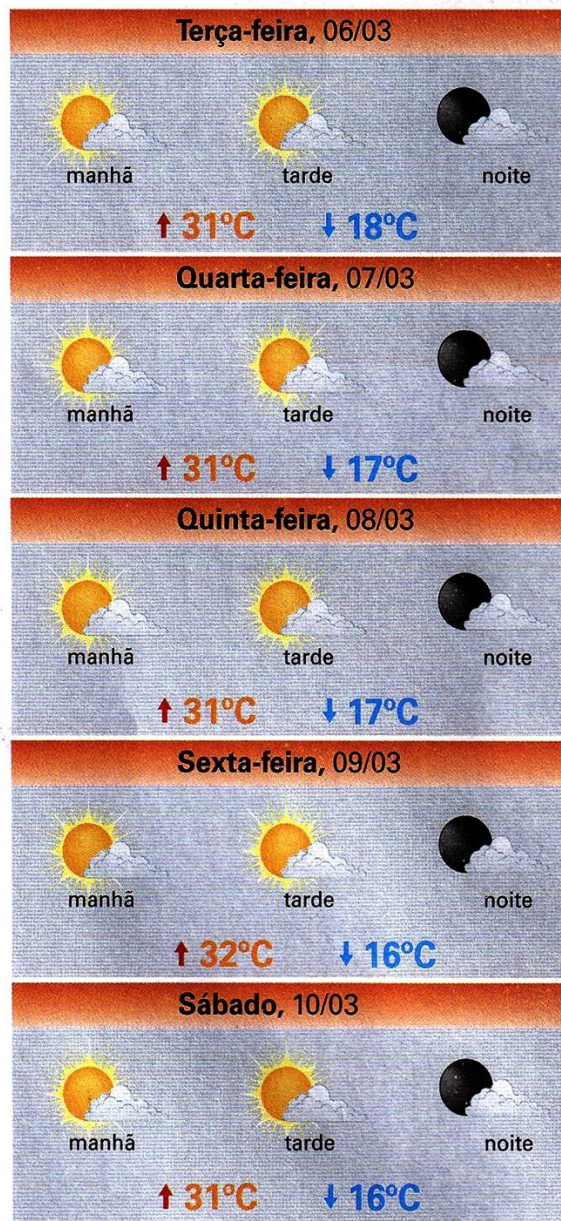 Terça-feira, 06/03
manhã tarde noite
↑ 31ºC ↓ 18ºC
Quarta-feira, 07/03
manhã tarde noite
↑ 31ºC ↓ 17ºC
Quinta-feira, 08/03
manhã tarde noite
↑ 31ºC ↓ 17ºC
Sexta-feira, 09/03
manhã tarde noite
↑ 32ºC ↓ 16ºC
Sábado, 10/03
manhã tarde noite
↑ 31ºC ↓ 16ºC